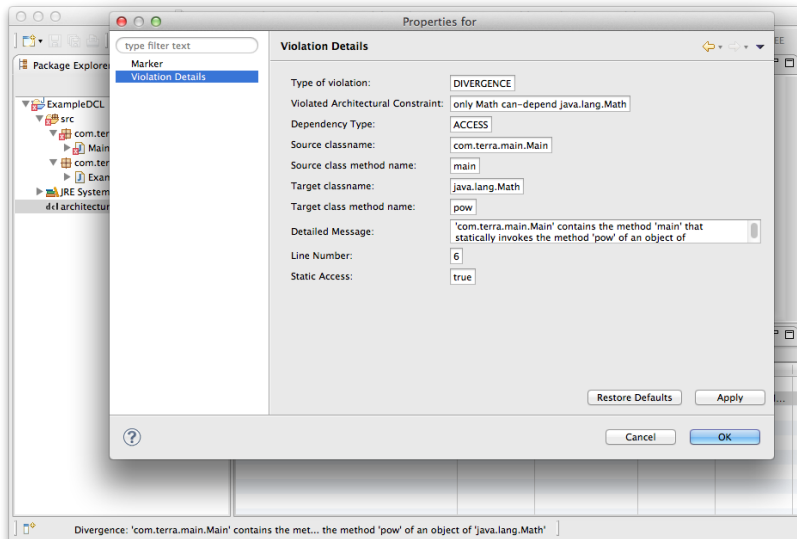 Properties for
type filter text
Marker
Violation Details
Violation Details
Type of violation:
DIVERGENCE
Violated Architectural Constraint:
only Math can-depend java.lang.Math
Dependency Type:
ACCESS
Source classname:
com.terra.main.Main
Source class method name:
main
Target classname:
java.lang.Math
Target class method name:
pow
Detailed Message:
'com.terra.main.Main' contains the method 'main' that
statically invokes the method 'pow' of an object of
Line Number:
6
Static Access:
true
Restore Defaults
Apply
?
Cancel
OK
Package Explore
ExampleDCL
src
com.ter
Main
com.ter
Exam
JRE System
dcl architectur
EE
Divergence: 'com.terra.main.Main' contains the met... the method 'pow' of an object of 'java.lang.Math'